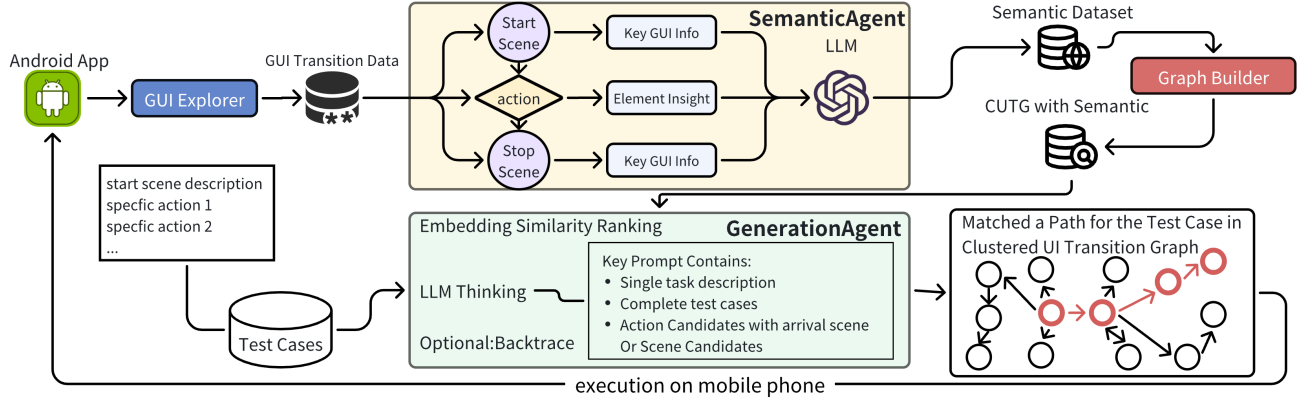 Android App
GUI Explorer
GUI Transition Data
**
Start
Scene
action
Stop
Scene
Key GUI Info
Element Insight
Key GUI Info
SemanticAgent
LLM
Semantic Dataset
Graph Builder
CUTG with Semantic
start scene description
specfic action 1
specfic action 2
...
Test Cases
Embedding Similarity Ranking
GenerationAgent
LLM Thinking
Optional:Backtrace
Key Prompt Contains:
• Single task description
• Complete test cases
• Action Candidates with arrival scene
Or Scene Candidates
Matched a Path for the Test Case in
Clustered UI Transition Graph
execution on mobile phone